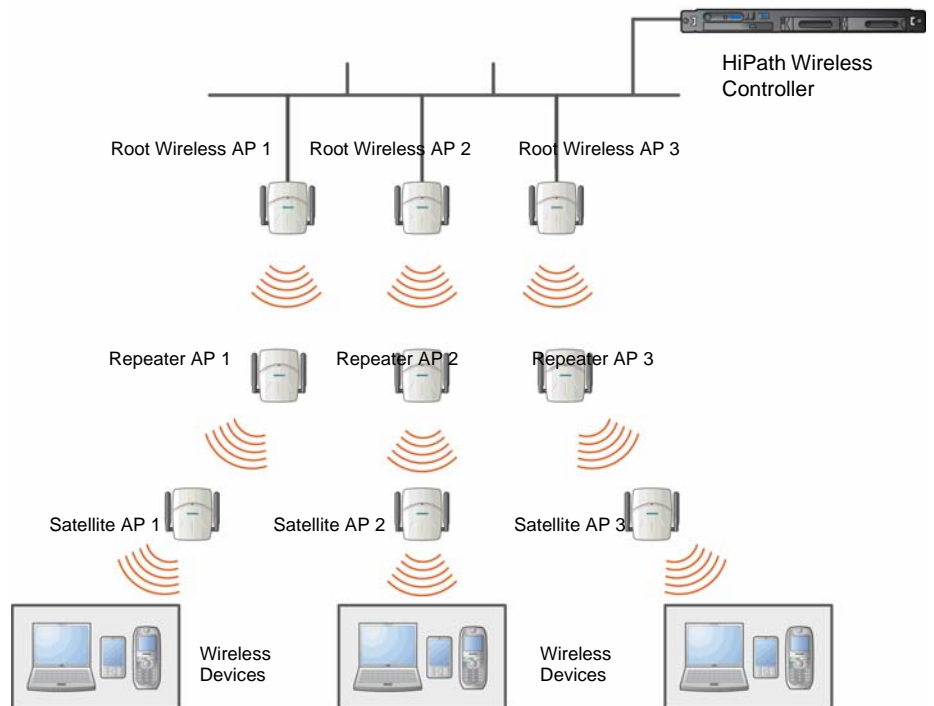 HiPath Wireless
Controller
Root Wireless AP 1
Root Wireless AP 2
Root Wireless AP 3
Repeater AP 1
Repeater AP 2
Repeater AP 3
Satellite AP 1
Satellite AP 2
Satellite AP 3
Wireless
Devices
Wireless
Devices